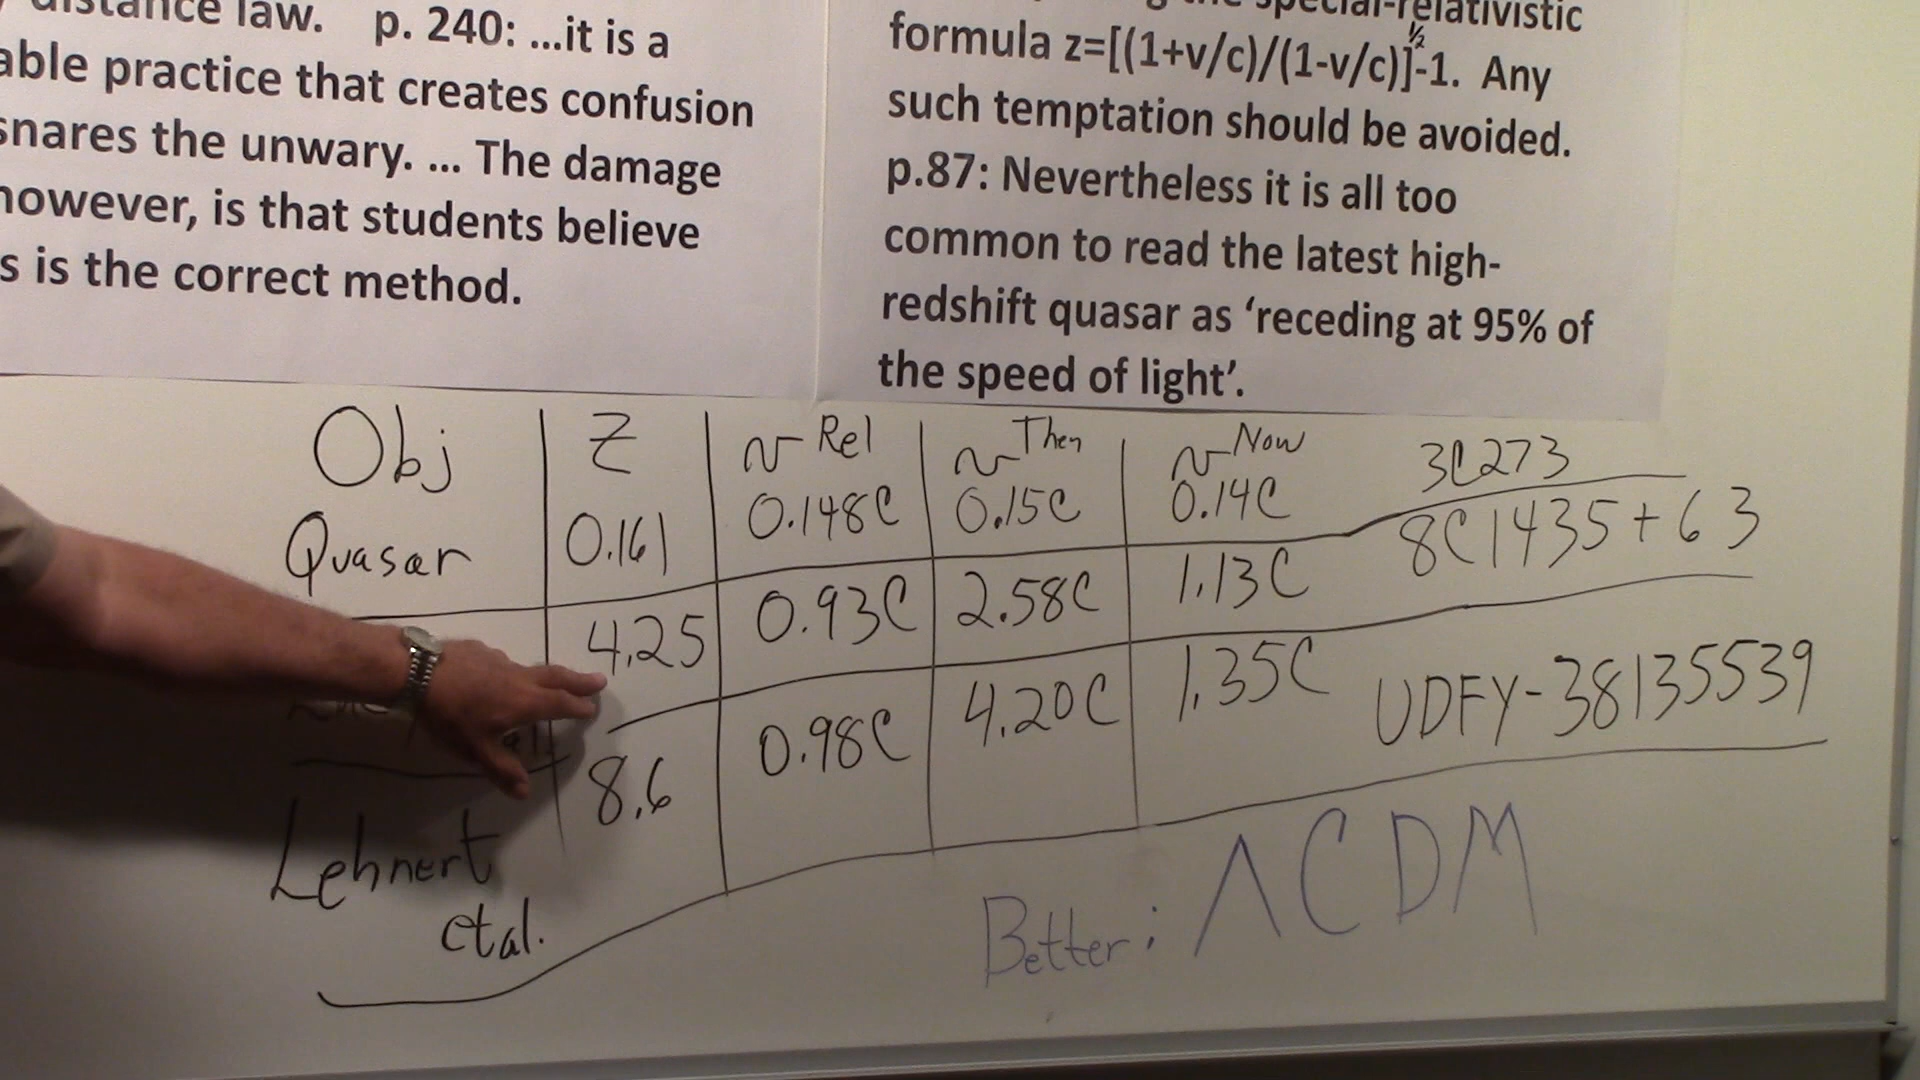 distance law. p. 240: ...it is a
able practice that creates confusion
snares the unwary. ... The damage
however, is that students believe
s is the correct method.
the special-relativistic
formula z=[(1+v/c)/(1-v/c)]½-1. Any
such temptation should be avoided.
p.87: Nevertheless it is all too
common to read the latest high-
redshift quasar as ‘receding at 95% of
the speed of light’.
Obj Z v Rel v Then v Now 3C273
Quasar 0.161 0.148C 0.15C 0.14C
4.25 0.93C 2.58C 1.13C 8C1435+63
8.6 0.98C 4.20C 1.35C UDFY-38135539
Lehnert
et al.
Better: ΛCDM